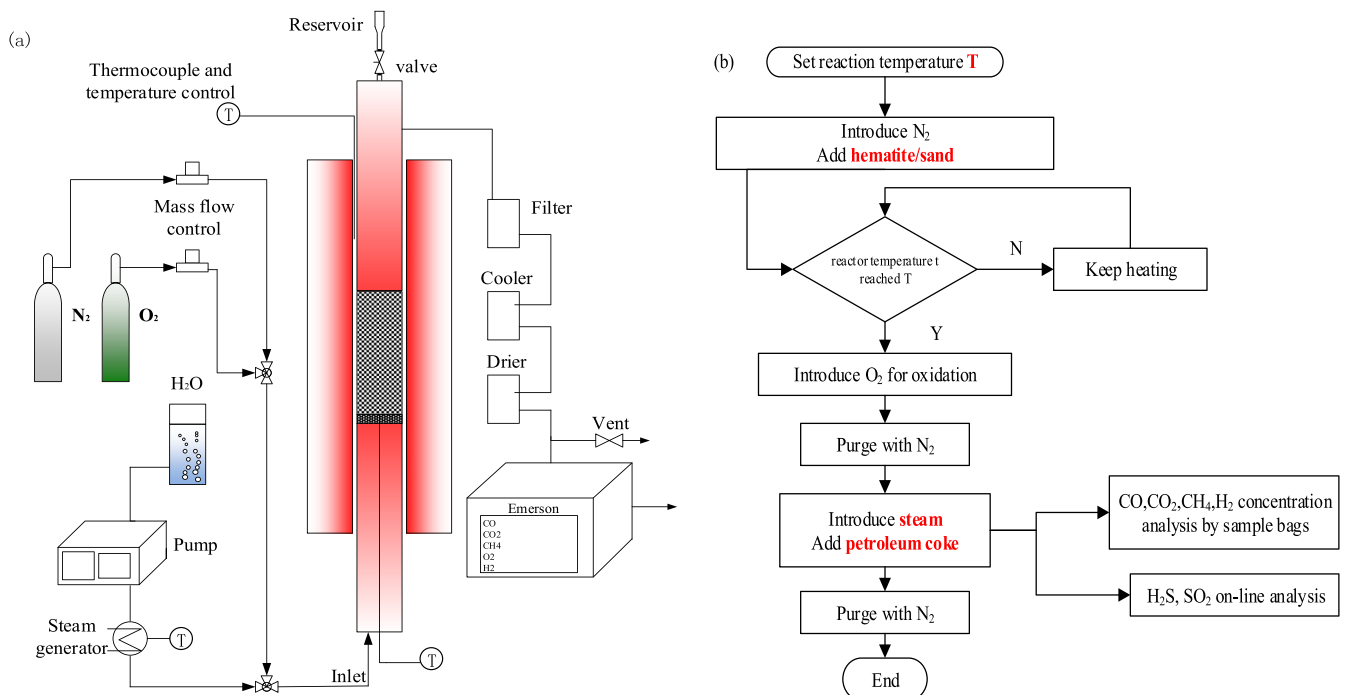 (a)
Reservoir
valve
Thermocouple and
temperature control
T
Mass flow
control
N₂
O₂
H₂O
Pump
Steam
generator
T
Inlet
T
Filter
Cooler
Drier
Vent
Emerson
CO
CO2
CH4
O2
H2
(b)
Set reaction temperature T
Introduce N₂
Add hematite/sand
reactor temperature t
reached T
N
Keep heating
Y
Introduce O₂ for oxidation
Purge with N₂
Introduce steam
Add petroleum coke
CO,CO₂,CH₄,H₂ concentration
analysis by sample bags
H₂S, SO₂ on-line analysis
Purge with N₂
End